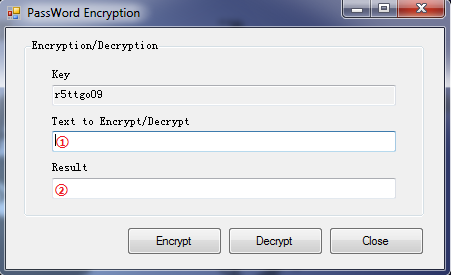 PassWord Encryption
Encryption/Decryption
Key
r5ttgo09
Text to Encrypt/Decrypt
①
Result
②
Encrypt Decrypt Close